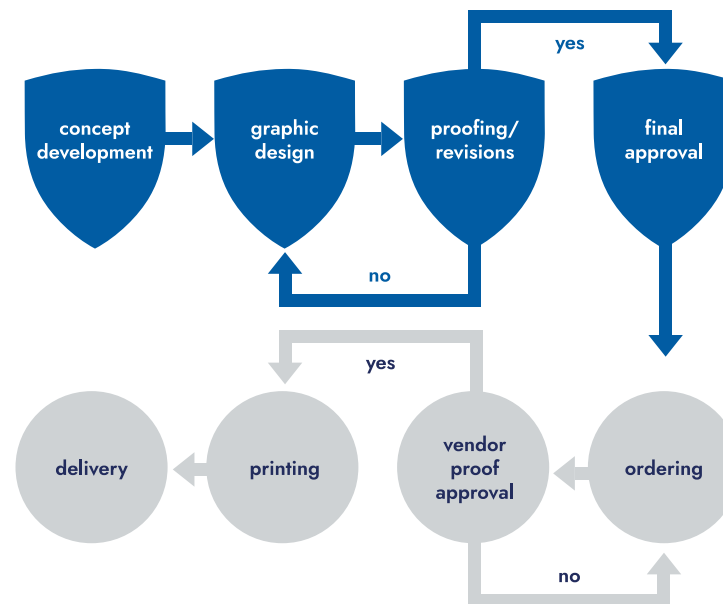 yes
concept
development
graphic
design
proofing/
revisions
final
approval
no
yes
delivery
printing
vendor
proof
approval
ordering
no